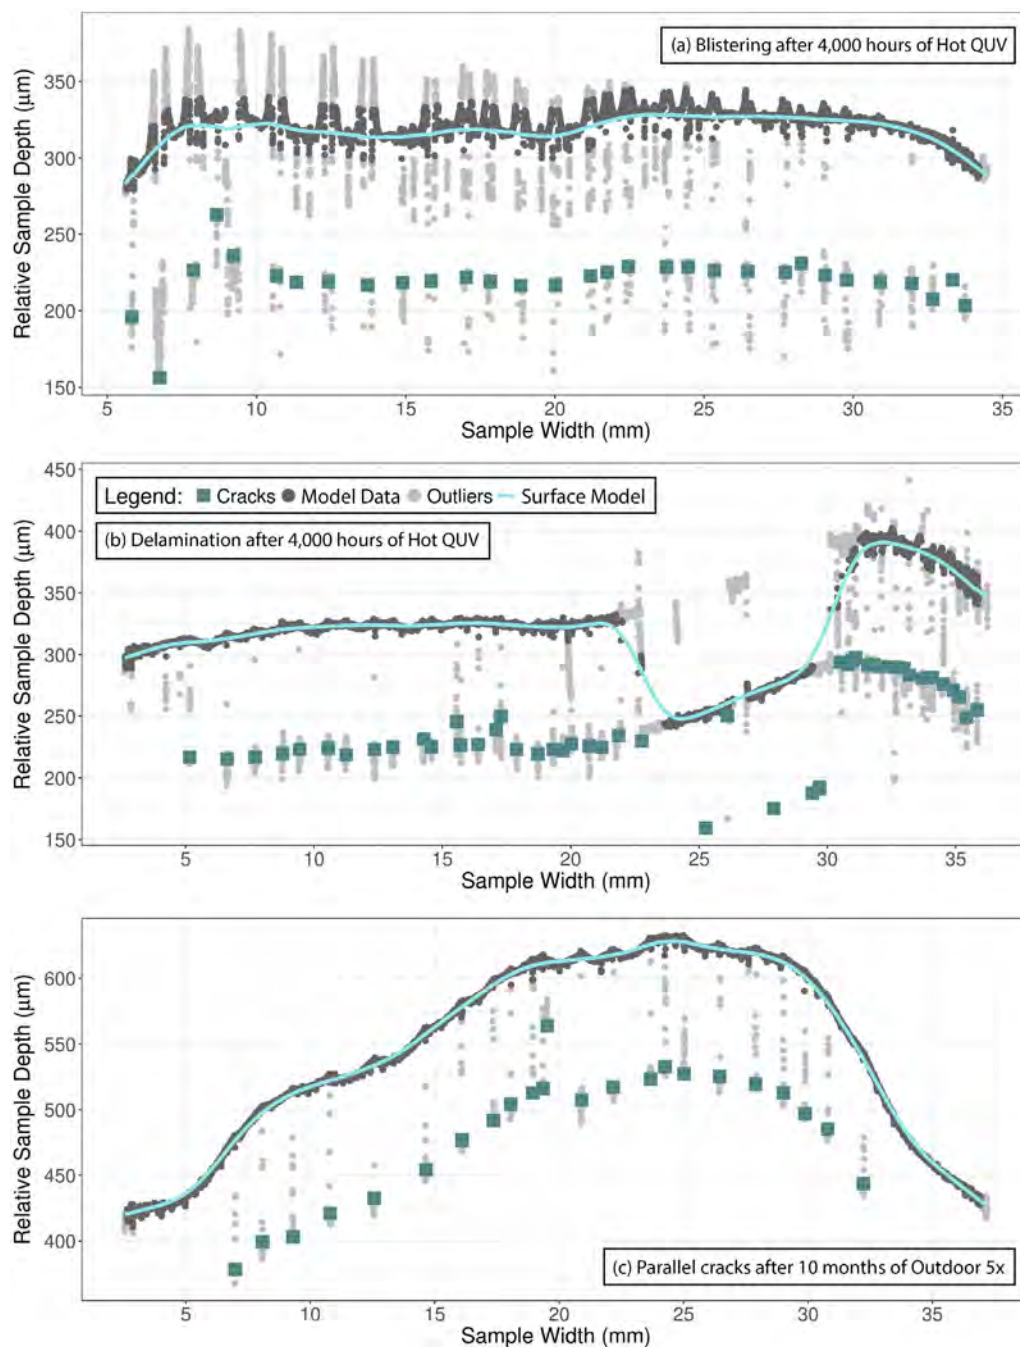 (a) Blistering after 4,000 hours of Hot QUV
Relative Sample Depth (μm)
350
300
250
200
150
5 10 15 20 25 30 35
Sample Width (mm)
450
Legend: Cracks Model Data Outliers Surface Model
(b) Delamination after 4,000 hours of Hot QUV
Relative Sample Depth (μm)
400
350
300
250
200
150
5 10 15 20 25 30 35
Sample Width (mm)
Relative Sample Depth (μm)
600
550
500
450
400
(c) Parallel cracks after 10 months of Outdoor 5x
5 10 15 20 25 30 35
Sample Width (mm)